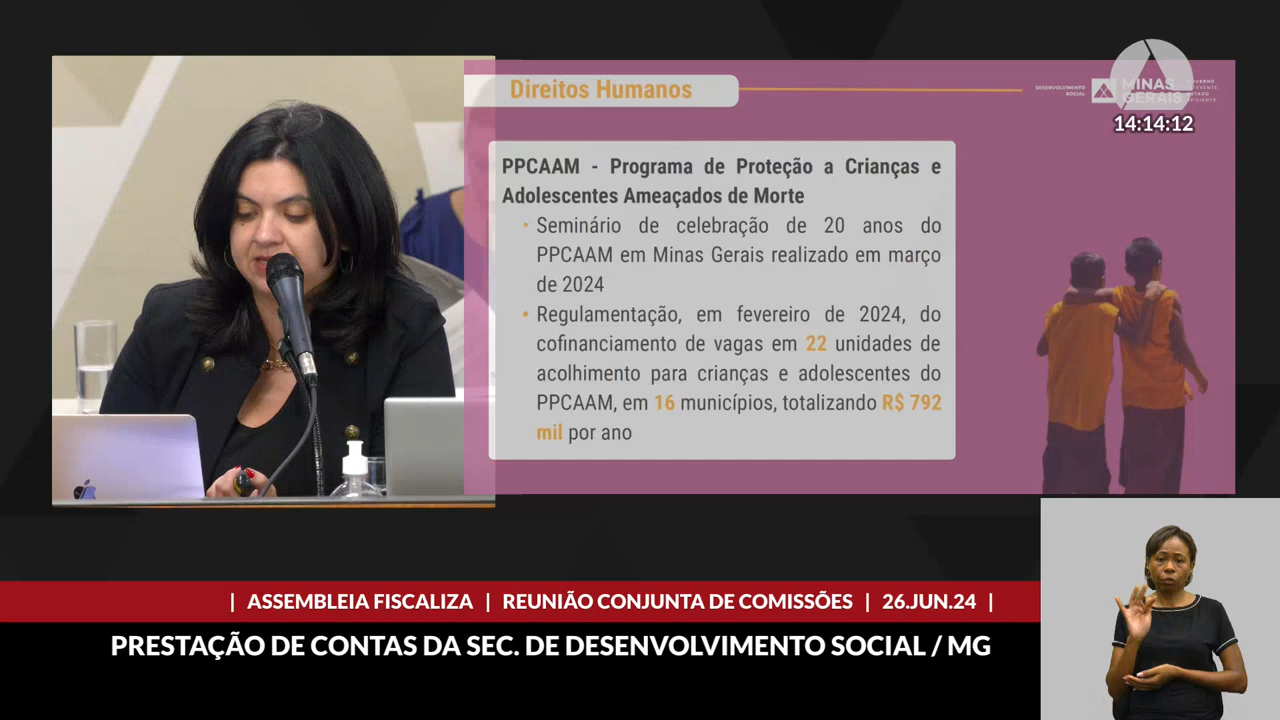 Direitos Humanos
DESENVOLVIMENTO
SOCIAL
MINAS
GERAIS
14:14:12
PPCAAM - Programa de Proteção a Crianças e
Adolescentes Ameaçados de Morte
• Seminário de celebração de 20 anos do
PPCAAM em Minas Gerais realizado em março
de 2024
• Regulamentação, em fevereiro de 2024, do
cofinanciamento de vagas em 22 unidades de
acolhimento para crianças e adolescentes do
PPCAAM, em 16 municípios, totalizando R$ 792
mil por ano
| ASSEMBLEIA FISCALIZA | REUNIÃO CONJUNTA DE COMISSÕES | 26.JUN.24 |
PRESTAÇÃO DE CONTAS DA SEC. DE DESENVOLVIMENTO SOCIAL / MG